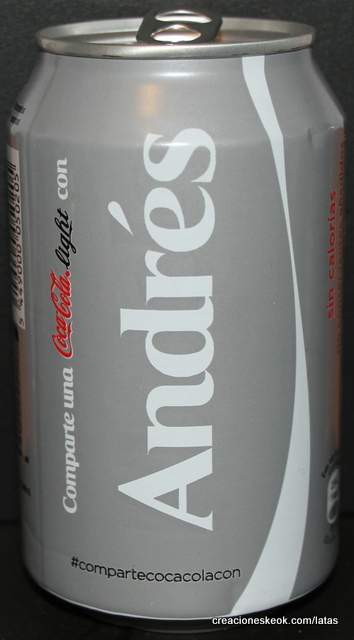 Comparte una Coca-Cola light con
Andrés
sin calorías
#compartecocacolacon
creacioneskeok.com/latas